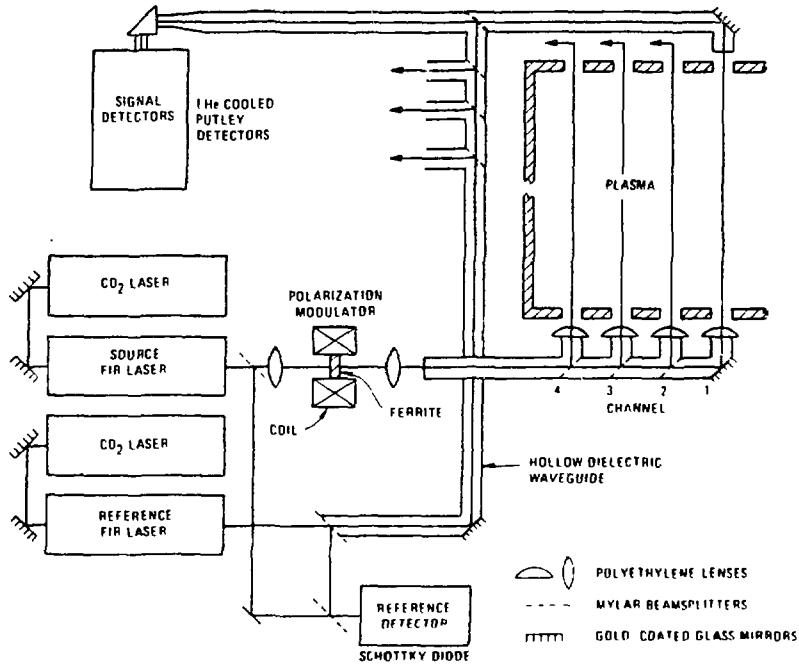 SIGNAL
DETECTORS
ℓHe COOLED
PUTLEY
DETECTORS
PLASMA
CO2 LASER
POLARIZATION
MODULATOR
SOURCE
FIR LASER
COIL
FERRITE
4 3 2 1
CHANNEL
CO2 LASER
HOLLOW DIELECTRIC
WAVEGUIDE
REFERENCE
FIR LASER
REFERENCE
DETECTOR
SCHOTTKY DIODE
POLYETHYLENE LENSES
MYLAR BEAMSPLITTERS
GOLD COATED GLASS MIRRORS